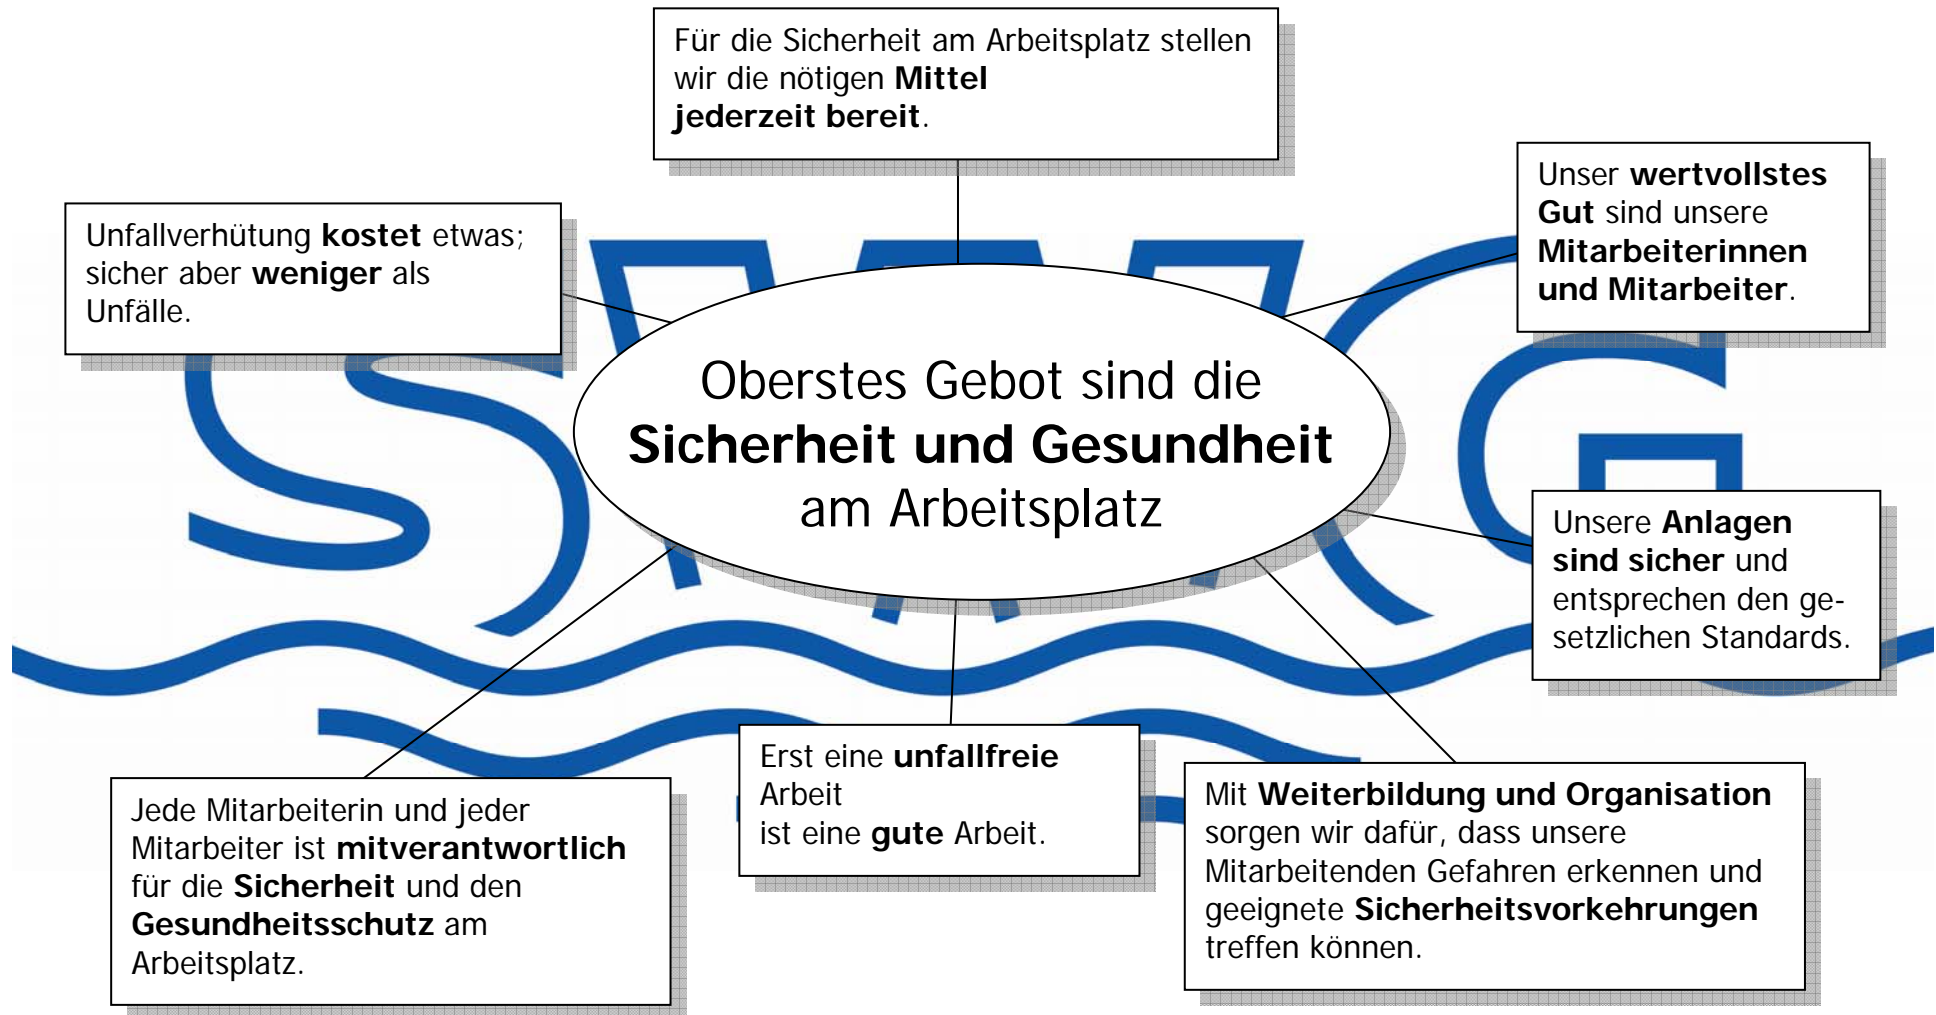 Für die Sicherheit am Arbeitsplatz stellen
wir die nötigen Mittel
jederzeit bereit.
Unser wertvollstes
Gut sind unsere
Mitarbeiterinnen
und Mitarbeiter.
Unfallverhütung kostet etwas;
sicher aber weniger als
Unfälle.
Oberstes Gebot sind die
Sicherheit und Gesundheit
am Arbeitsplatz
Unsere Anlagen
sind sicher und
entsprechen den ge-
setzlichen Standards.
Jede Mitarbeiterin und jeder
Mitarbeiter ist mitverantwortlich
für die Sicherheit und den
Gesundheitsschutz am
Arbeitsplatz.
Erst eine unfallfreie
Arbeit
ist eine gute Arbeit.
Mit Weiterbildung und Organisation
sorgen wir dafür, dass unsere
Mitarbeitenden Gefahren erkennen und
geeignete Sicherheitsvorkehrungen
treffen können.